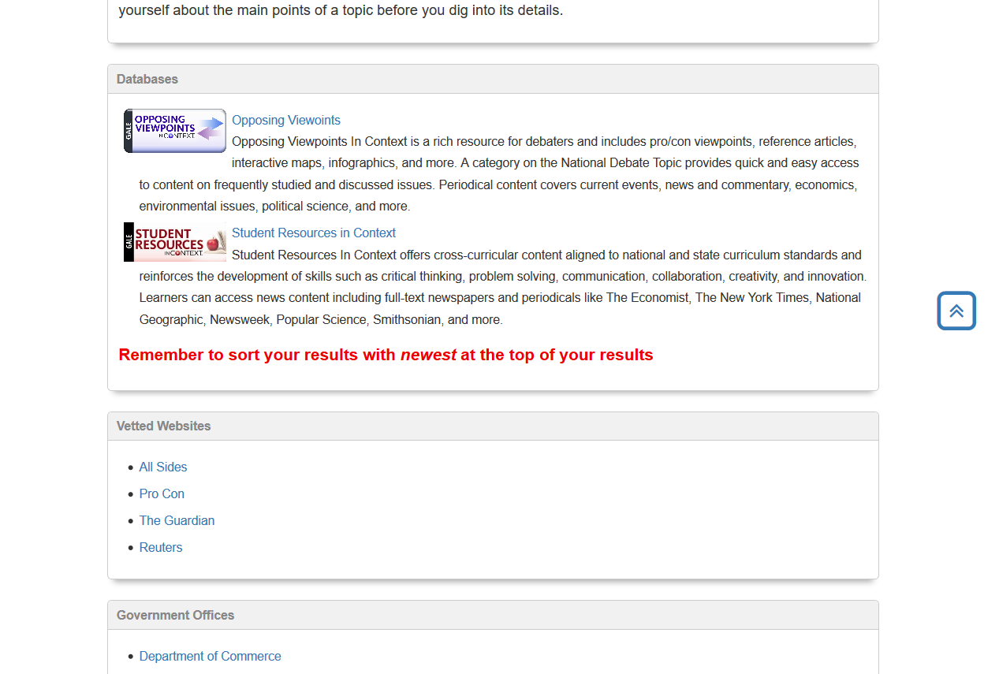 yourself about the main points of a topic before you dig into its details.
Databases
GALE
OPPOSING
VIEWPOINTS
IN CONTEXT
Opposing Viewoints
Opposing Viewpoints In Context is a rich resource for debaters and includes pro/con viewpoints, reference articles,
interactive maps, infographics, and more. A category on the National Debate Topic provides quick and easy access
to content on frequently studied and discussed issues. Periodical content covers current events, news and commentary, economics,
environmental issues, political science, and more.
GALE
STUDENT
RESOURCES
IN CONTEXT
Student Resources in Context
Student Resources In Context offers cross-curricular content aligned to national and state curriculum standards and
reinforces the development of skills such as critical thinking, problem solving, communication, collaboration, creativity, and innovation.
Learners can access news content including full-text newspapers and periodicals like The Economist, The New York Times, National
Geographic, Newsweek, Popular Science, Smithsonian, and more.
Remember to sort your results with newest at the top of your results
Vetted Websites
All Sides
Pro Con
The Guardian
Reuters
Government Offices
Department of Commerce